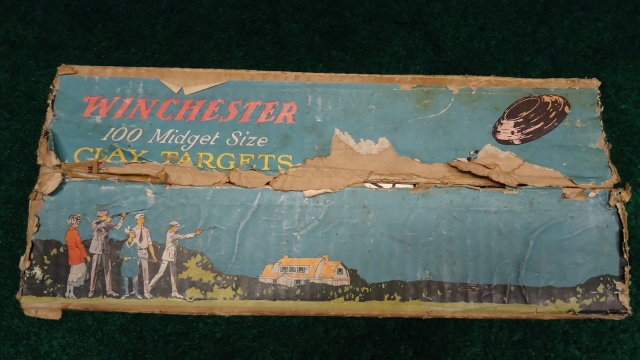 WINCHESTER
100 Midget Size
CLAY TARGETS